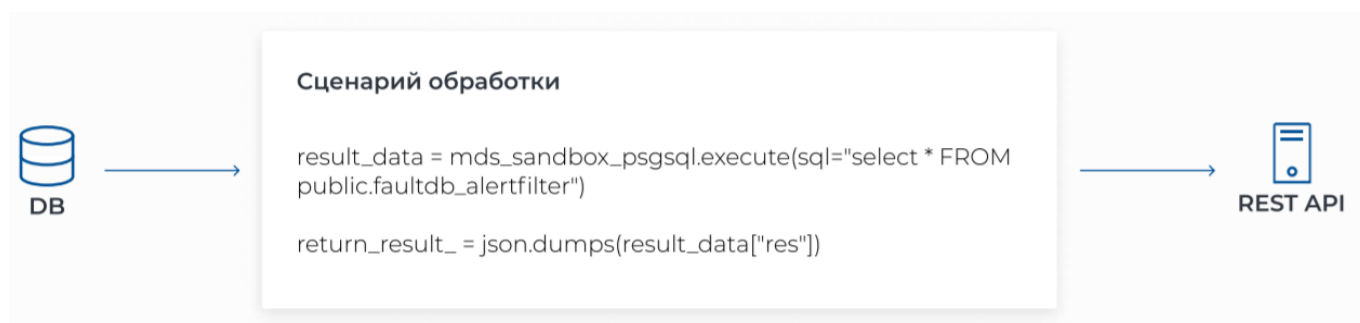 Сценарий обработки
result_data = mds_sandbox_psgsql.execute(sql="select * FROM
public.faultdb_alertfilter")
return_result_ = json.dumps(result_data["res"])
DB
REST API